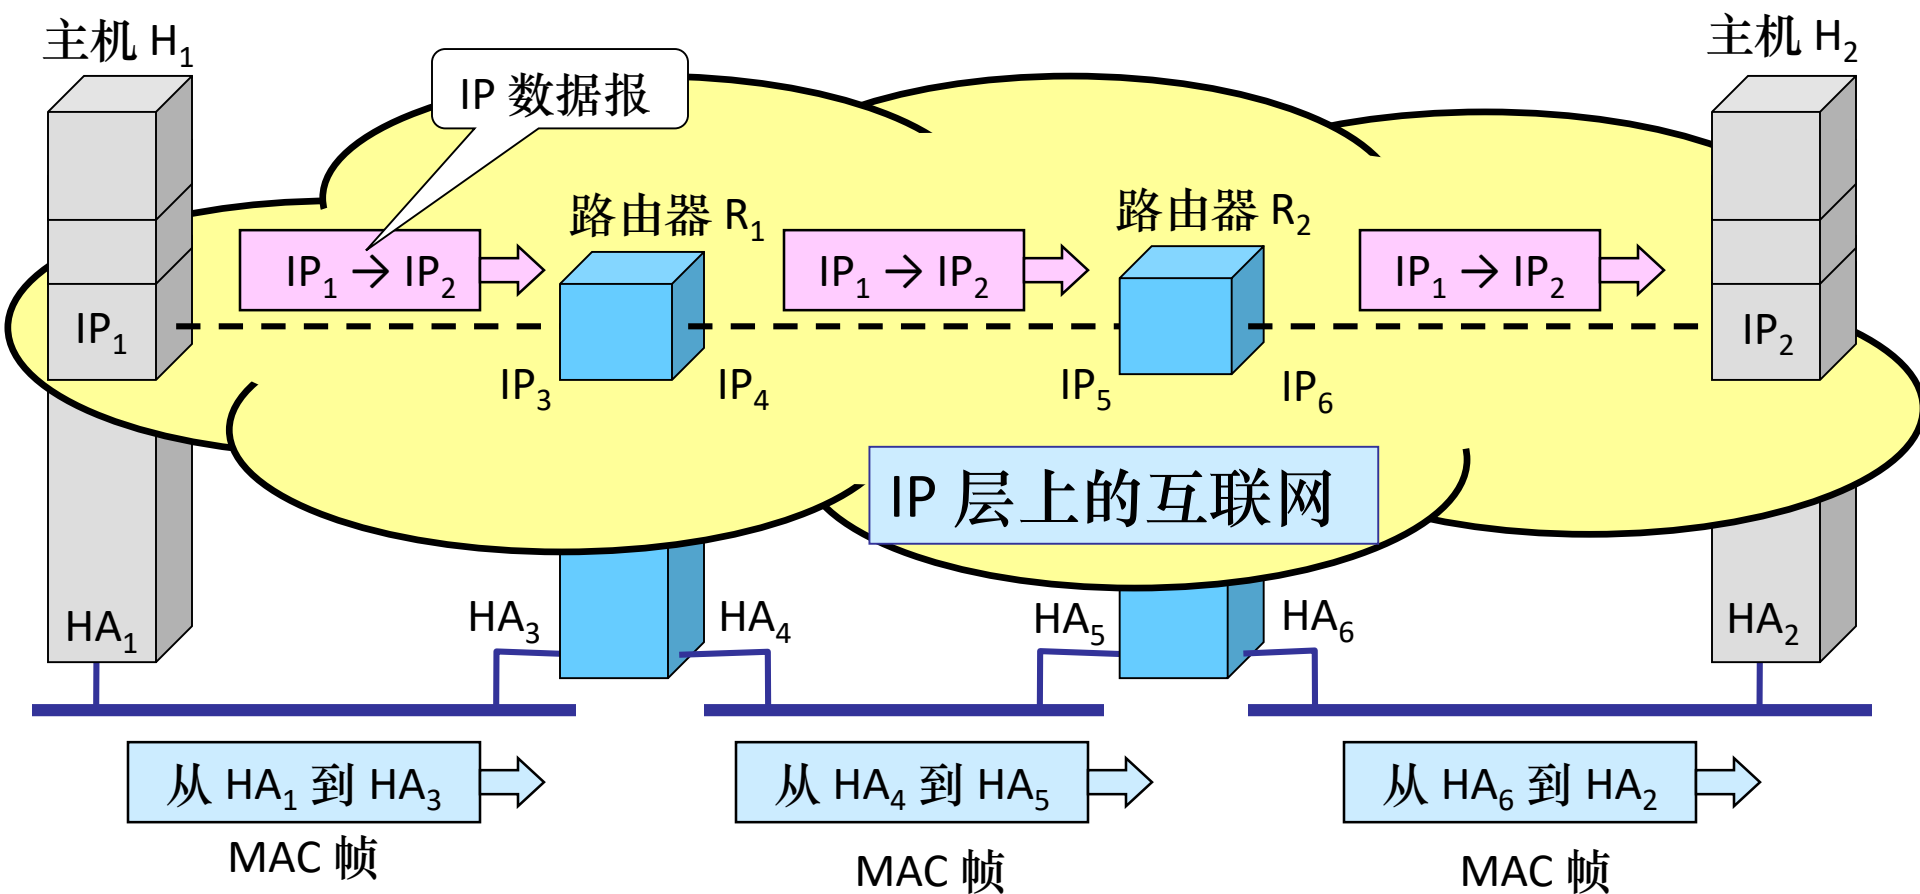 主机 H₁
主机 H₂
IP 数据报
路由器 R₁
路由器 R₂
IP₁ → IP₂
IP₁ → IP₂
IP₁ → IP₂
IP₁
IP₂
IP₃
IP₄
IP₅
IP₆
IP 层上的互联网
HA₁
HA₃
HA₄
HA₅
HA₆
HA₂
从 HA₁ 到 HA₃
从 HA₄ 到 HA₅
从 HA₆ 到 HA₂
MAC 帧
MAC 帧
MAC 帧